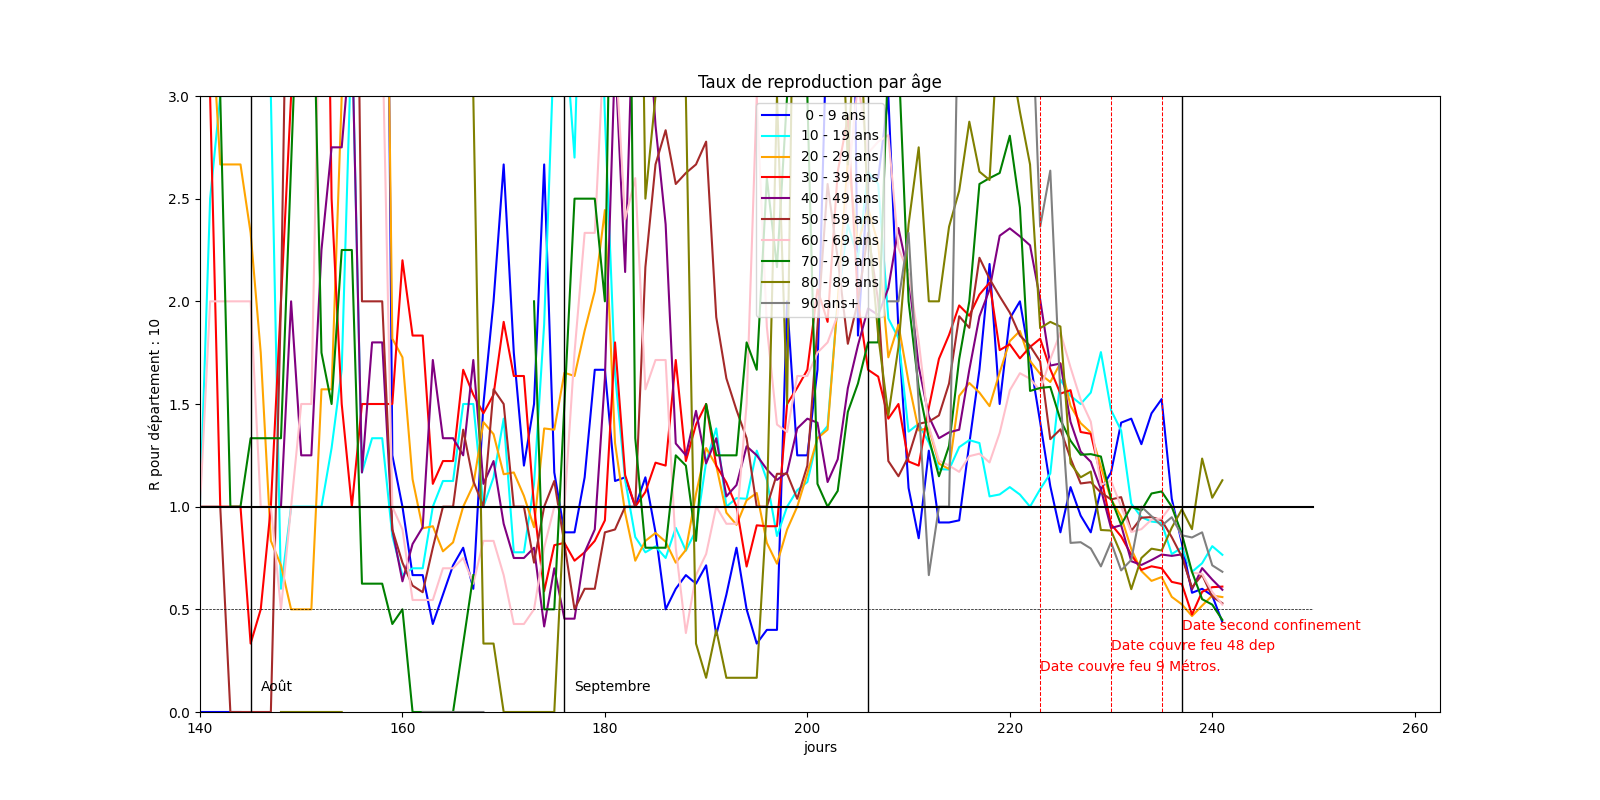 Taux de reproduction par âge
R pour département : 10
3.0
2.5
2.0
1.5
1.0
0.5
0.0
0 - 9 ans
10 - 19 ans
20 - 29 ans
30 - 39 ans
40 - 49 ans
50 - 59 ans
60 - 69 ans
70 - 79 ans
80 - 89 ans
90 ans+
Date second confinement
Date couvre feu 48 dep
Date couvre feu 9 Métros.
Août
Septembre
140
160
180
200
220
240
260
jours